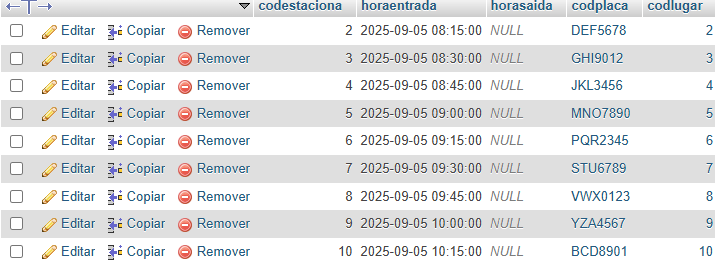 codestaciona horaentrada horasaida codplaca codlugar
Editar Copiar Remover 2 2025-09-05 08:15:00 NULL DEF5678 2
Editar Copiar Remover 3 2025-09-05 08:30:00 NULL GHI9012 3
Editar Copiar Remover 4 2025-09-05 08:45:00 NULL JKL3456 4
Editar Copiar Remover 5 2025-09-05 09:00:00 NULL MNO7890 5
Editar Copiar Remover 6 2025-09-05 09:15:00 NULL PQR2345 6
Editar Copiar Remover 7 2025-09-05 09:30:00 NULL STU6789 7
Editar Copiar Remover 8 2025-09-05 09:45:00 NULL VWX0123 8
Editar Copiar Remover 9 2025-09-05 10:00:00 NULL YZA4567 9
Editar Copiar Remover 10 2025-09-05 10:15:00 NULL BCD8901 10